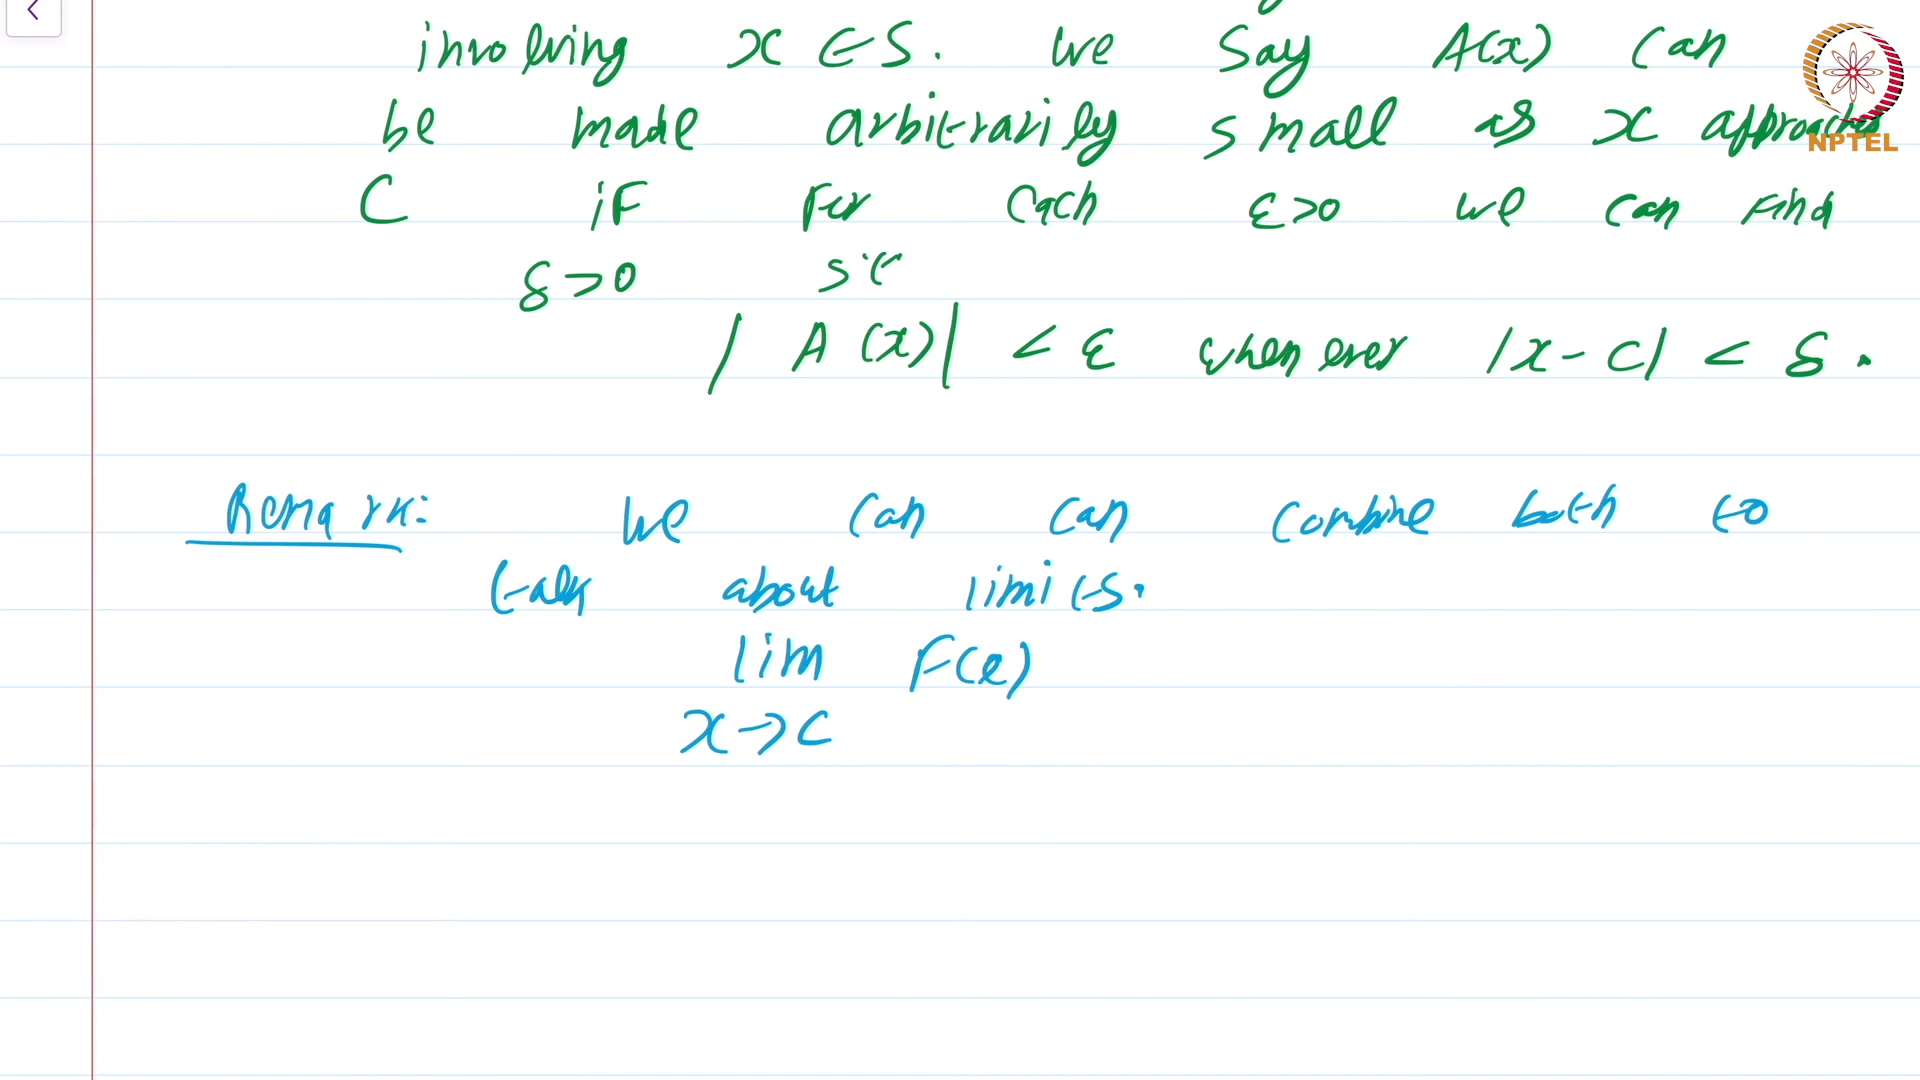 involving x ∈ S. We say A(x) can
be made arbitrarily small as x approaches
C if for each ε>0 we can find
δ>0 s.t
|A(x)| < ε whenever |x-c| < δ.
Remark: We can can combine both to
talk about limits.
lim F(x)
x→c
NPTEL